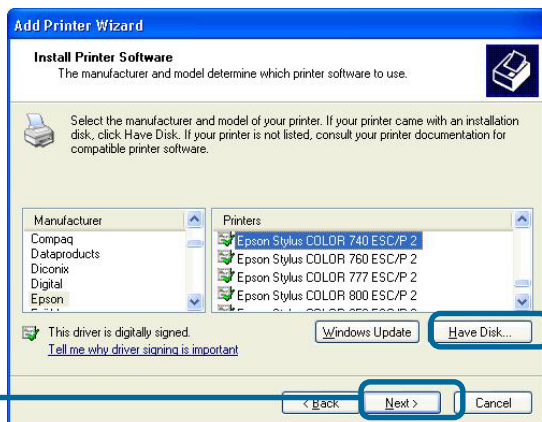 Add Printer Wizard
Install Printer Software
The manufacturer and model determine which printer software to use.
Select the manufacturer and model of your printer. If your printer came with an installation
disk, click Have Disk. If your printer is not listed, consult your printer documentation for
compatible printer software.
Manufacturer
Compaq
Dataproducts
Diconix
Digital
Epson
Printers
Epson Stylus COLOR 740 ESC/P 2
Epson Stylus COLOR 760 ESC/P 2
Epson Stylus COLOR 777 ESC/P 2
Epson Stylus COLOR 800 ESC/P 2
This driver is digitally signed.
Tell me why driver signing is important
Windows Update
Have Disk...
< Back
Next >
Cancel